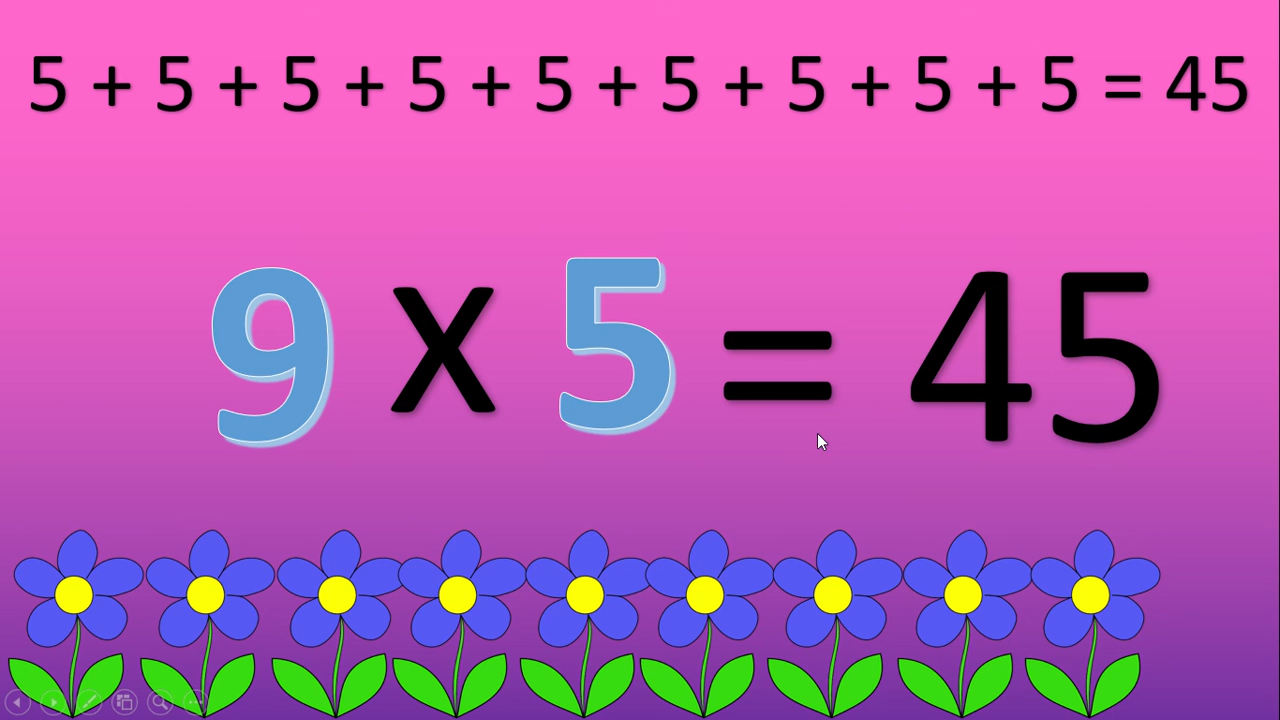 5 + 5 + 5 + 5 + 5 + 5 + 5 + 5 + 5 = 45
9 x 5 = 45